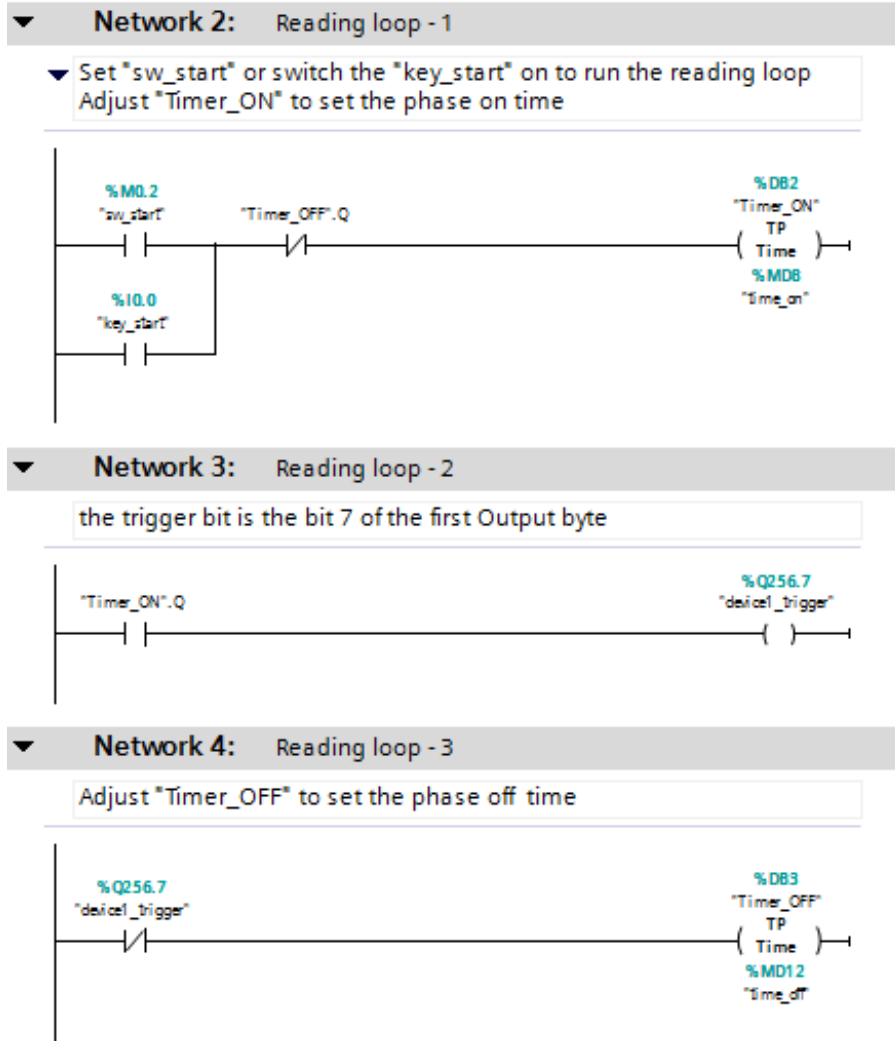 Network 2: Reading loop - 1
Set "sw_start" or switch the "key_start" on to run the reading loop
Adjust "Timer_ON" to set the phase on time
%M0.2
"sw_start"
"Timer_OFF".Q
%DB2
"Timer_ON"
TP
Time
%MD8
"time_on"
%I0.0
"key_start"
Network 3: Reading loop - 2
the trigger bit is the bit 7 of the first Output byte
"Timer_ON".Q
%Q256.7
"device1_trigger"
Network 4: Reading loop - 3
Adjust "Timer_OFF" to set the phase off time
%Q256.7
"device1_trigger"
%DB3
"Timer_OFF"
TP
Time
%MD12
"time_off"